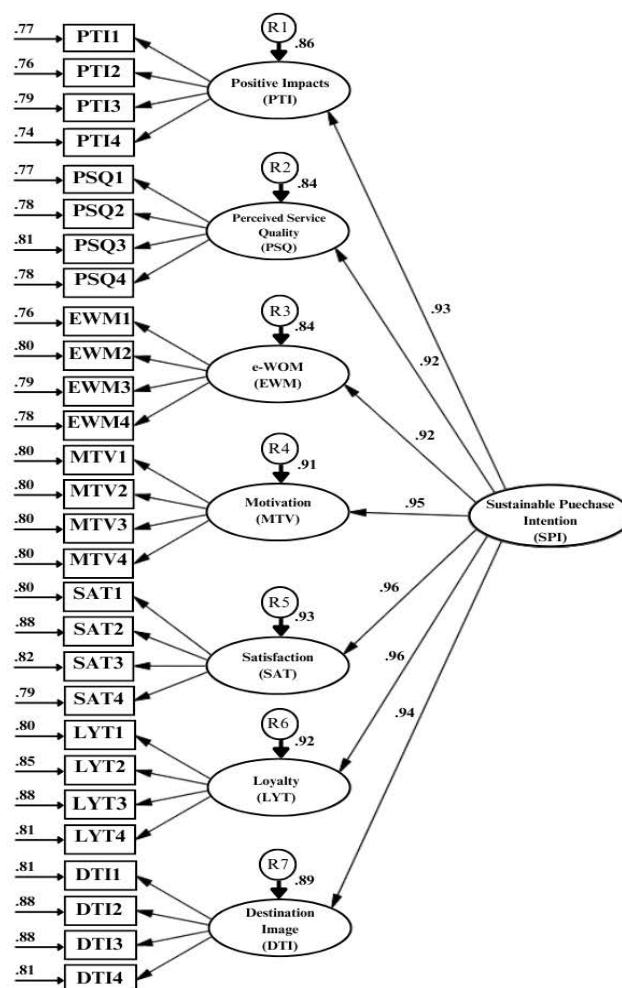 R1
.77
.86
PTI1
.76
PTI2
Positive Impacts
(PTI)
.79
PTI3
.74
PTI4
R2
.77
.84
PSQ1
.78
PSQ2
Perceived Service
Quality
(PSQ)
.81
PSQ3
.78
PSQ4
.93
R3
.76
.84
EWM1
.92
.80
EWM2
e-WOM
(EWM)
.79
EWM3
.78
EWM4
.92
R4
.80
.91
MTV1
.80
MTV2
Motivation
(MTV)
.95
Sustainable Puechase
Intention
(SPI)
.80
MTV3
.80
MTV4
R5
.80
.93
SAT1
.96
.88
SAT2
Satisfaction
(SAT)
.82
SAT3
.96
.79
SAT4
.94
R6
.80
.92
LYT1
.85
LYT2
Loyalty
(LYT)
.88
LYT3
.81
LYT4
R7
.81
.89
DTI1
.88
DTI2
Destination
Image
(DTI)
.88
DTI3
.81
DTI4